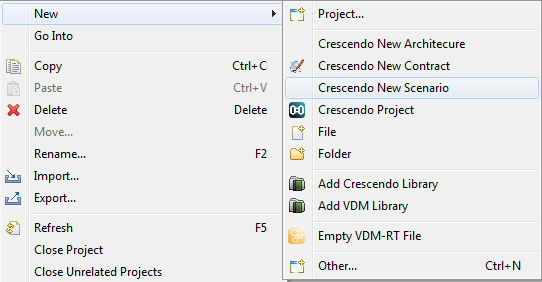 New
Go Into
Copy Ctrl+C
Paste Ctrl+V
Delete Delete
Move...
Rename... F2
Import...
Export...
Refresh F5
Close Project
Close Unrelated Projects
Project...
Crescendo New Architecure
Crescendo New Contract
Crescendo New Scenario
Crescendo Project
File
Folder
Add Crescendo Library
Add VDM Library
Empty VDM-RT File
Other... Ctrl+N